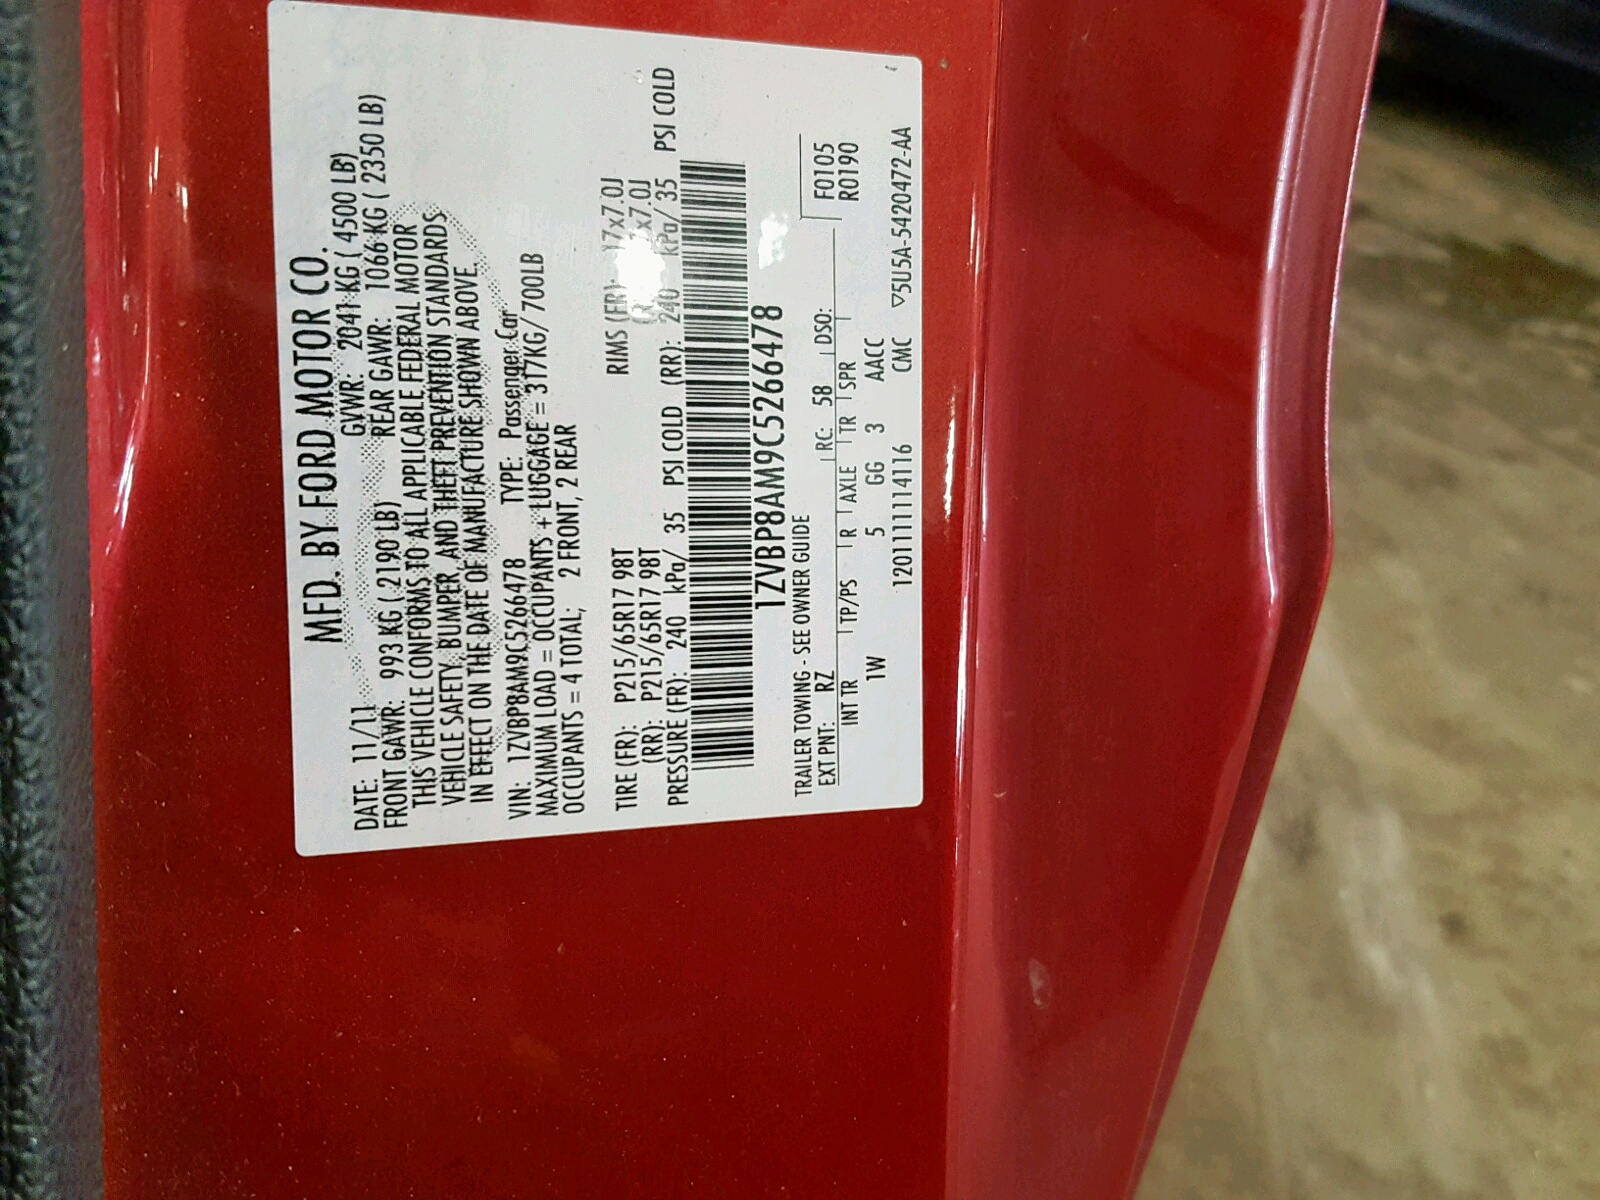 MFD. BY FORD MOTOR CO.
DATE: 11/11 GVWR: 2041 KG ( 4500 LB)
FRONT GAWR: 993 KG ( 2190 LB) REAR GAWR: 1066 KG ( 2350 LB)
THIS VEHICLE CONFORMS TO ALL APPLICABLE FEDERAL MOTOR
VEHICLE SAFETY, BUMPER, AND THEFT PREVENTION STANDARDS
IN EFFECT ON THE DATE OF MANUFACTURE SHOWN ABOVE.
VIN: 1ZVBP8AM9C5266478 TYPE: Passenger Car
MAXIMUM LOAD = OCCUPANTS + LUGGAGE = 317KG/700LB
OCCUPANTS = 4 TOTAL; 2 FRONT, 2 REAR
TIRE (FR): P215/65R17 98T RIMS (FR): 17x7.0J
(RR): P215/65R17 98T
PRESSURE (FR): 240 kPa/ 35 PSI COLD (RR): 240 kPa/ 35 PSI COLD
1ZVBP8AM9C5266478
TRAILER TOWING - SEE OWNER GUIDE
EXT PNT: RZ RC: 58 DSO: F0105
INT TR TP/PS R AXLE TR SPR R0190
1W 5 GG 3 AACC
12011111114116 CMC ▽5U5A-5420472-AA